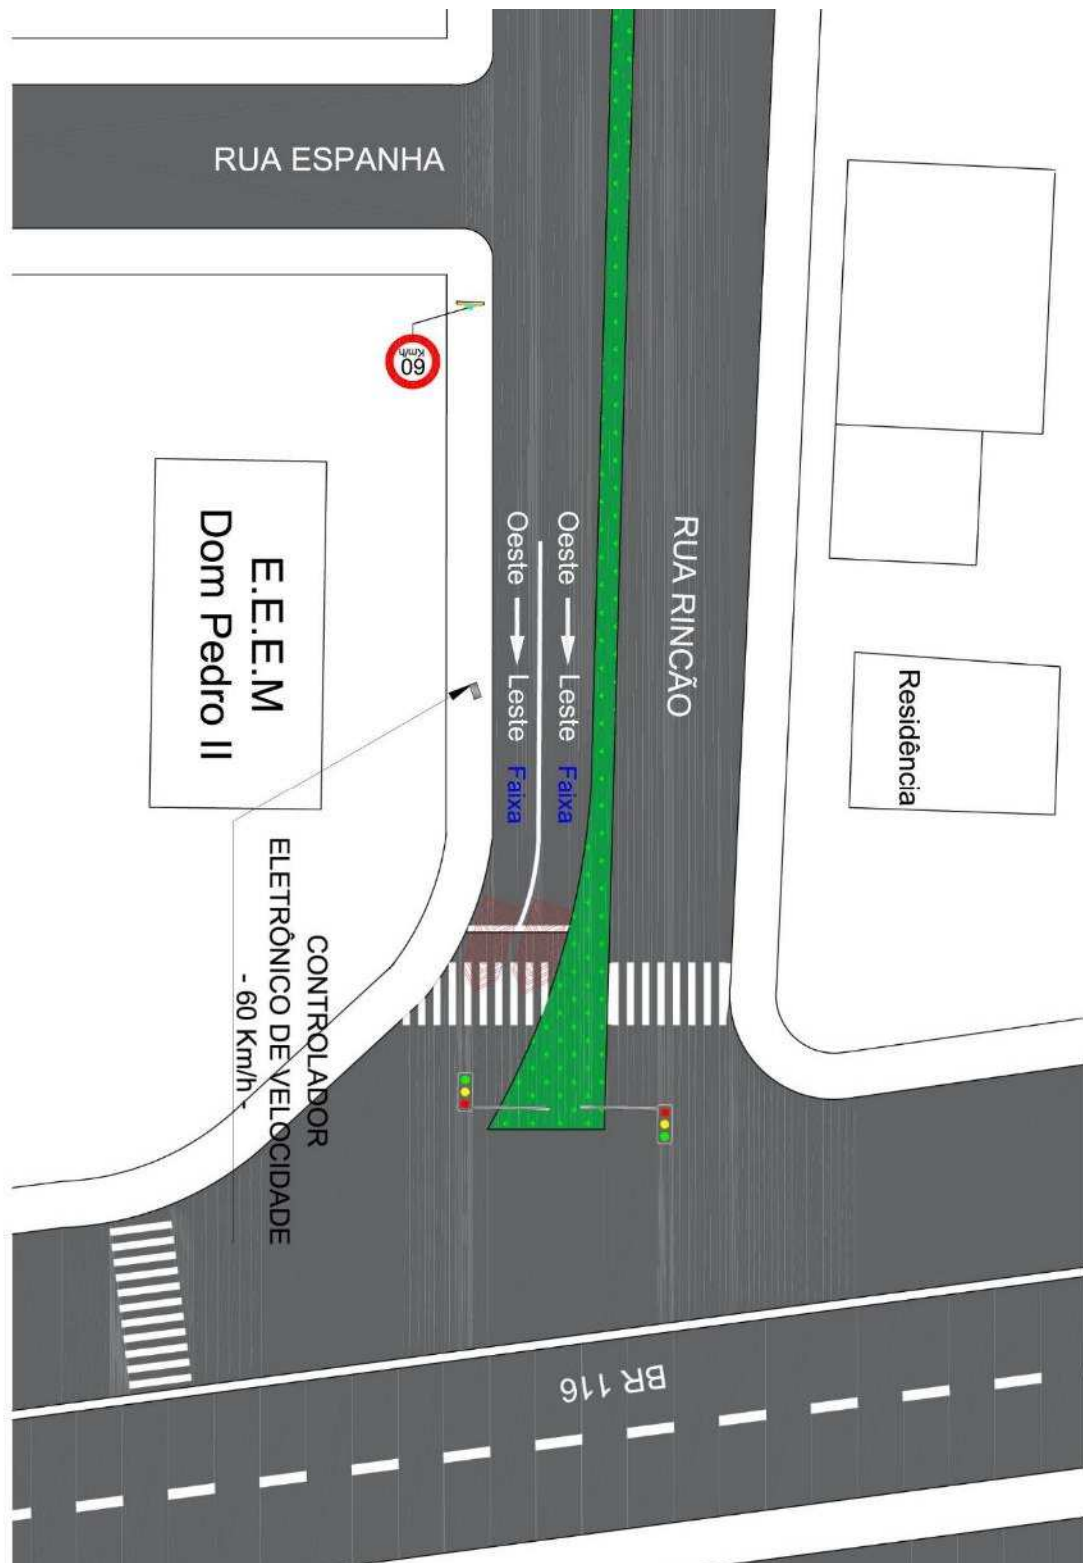 RUA ESPANHA
60
Km/h
E.E.E.M
Dom Pedro II
Oeste Leste Faixa
Oeste Leste Faixa
RUA RINCÃO
Residência
CONTROLADOR
ELETRÔNICO DE VELOCIDADE
- 60 Km/h -
BR 116